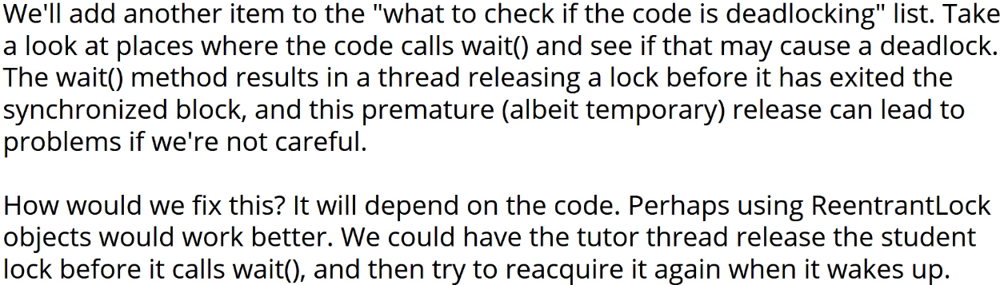 We'll add another item to the "what to check if the code is deadlocking" list. Take
a look at places where the code calls wait() and see if that may cause a deadlock.
The wait() method results in a thread releasing a lock before it has exited the
synchronized block, and this premature (albeit temporary) release can lead to
problems if we're not careful.
How would we fix this? It will depend on the code. Perhaps using ReentrantLock
objects would work better. We could have the tutor thread release the student
lock before it calls wait(), and then try to reacquire it again when it wakes up.